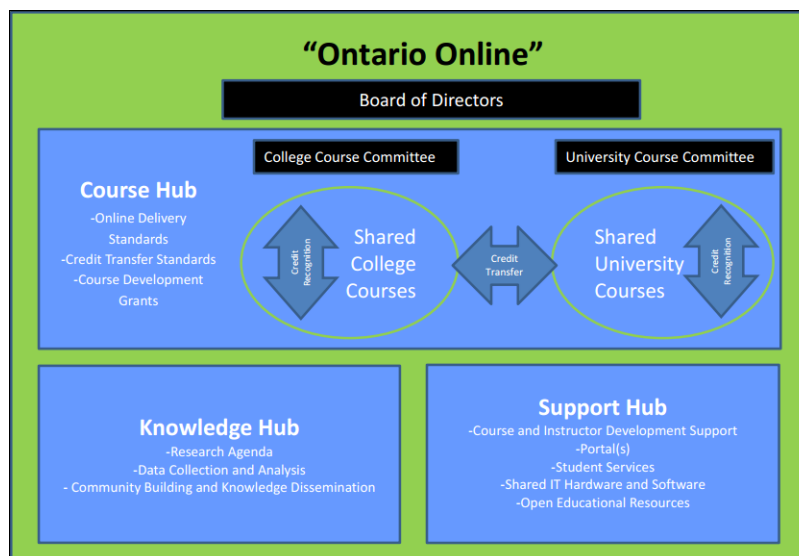 “Ontario Online”
Board of Directors
College Course Committee
University Course Committee
Course Hub
-Online Delivery
Standards
-Credit Transfer Standards
-Course Development
Grants
Credit
Recognition
Shared
College
Courses
Credit
Transfer
Shared
University
Courses
Credit
Recognition
Knowledge Hub
-Research Agenda
-Data Collection and Analysis
- Community Building and Knowledge Dissemination
Support Hub
-Course and Instructor Development Support
-Portal(s)
-Student Services
-Shared IT Hardware and Software
-Open Educational Resources